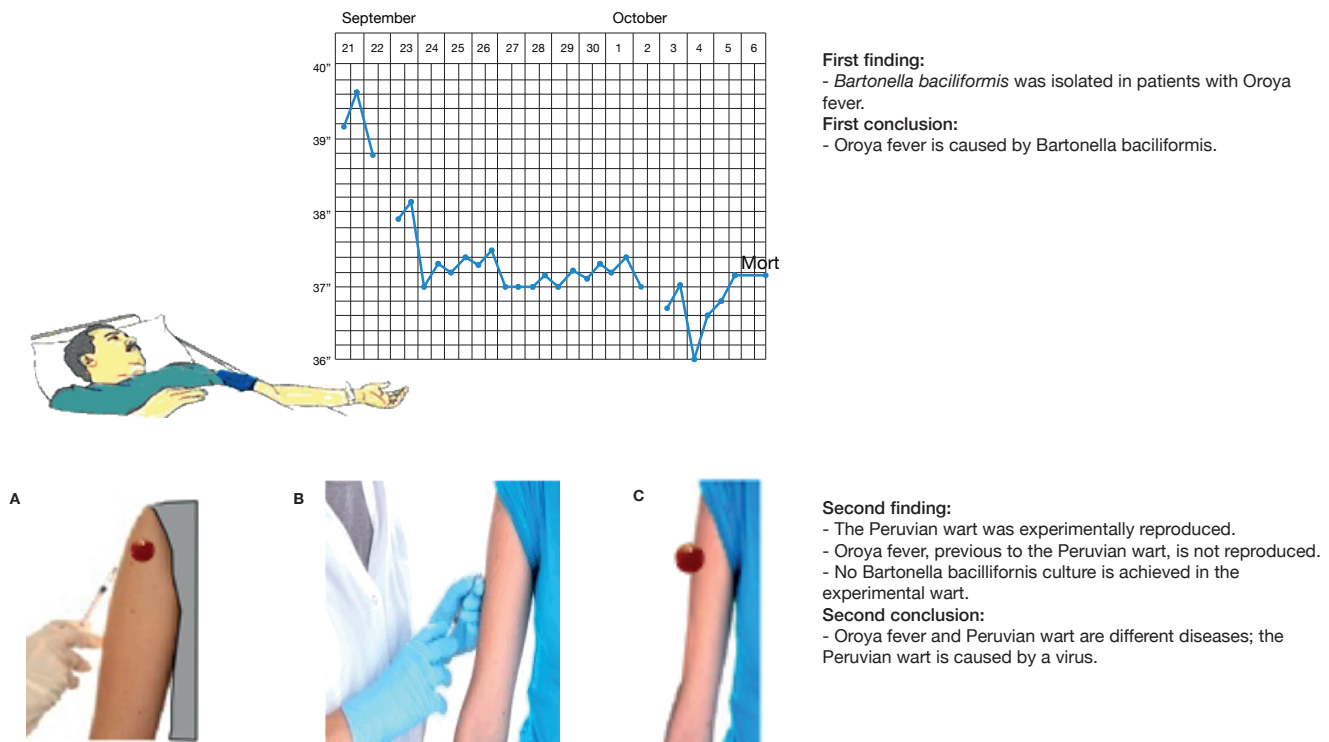 September October
21 22 23 24 25 26 27 28 29 30 1 2 3 4 5 6
40”
39”
38”
37”
36”
Mort
First finding:
- Bartonella baciliformis was isolated in patients with Oroya
fever.
First conclusion:
- Oroya fever is caused by Bartonella baciliformis.
A
B
C
Second finding:
- The Peruvian wart was experimentally reproduced.
- Oroya fever, previous to the Peruvian wart, is not reproduced.
- No Bartonella bacillifornis culture is achieved in the
experimental wart.
Second conclusion:
- Oroya fever and Peruvian wart are different diseases; the
Peruvian wart is caused by a virus.